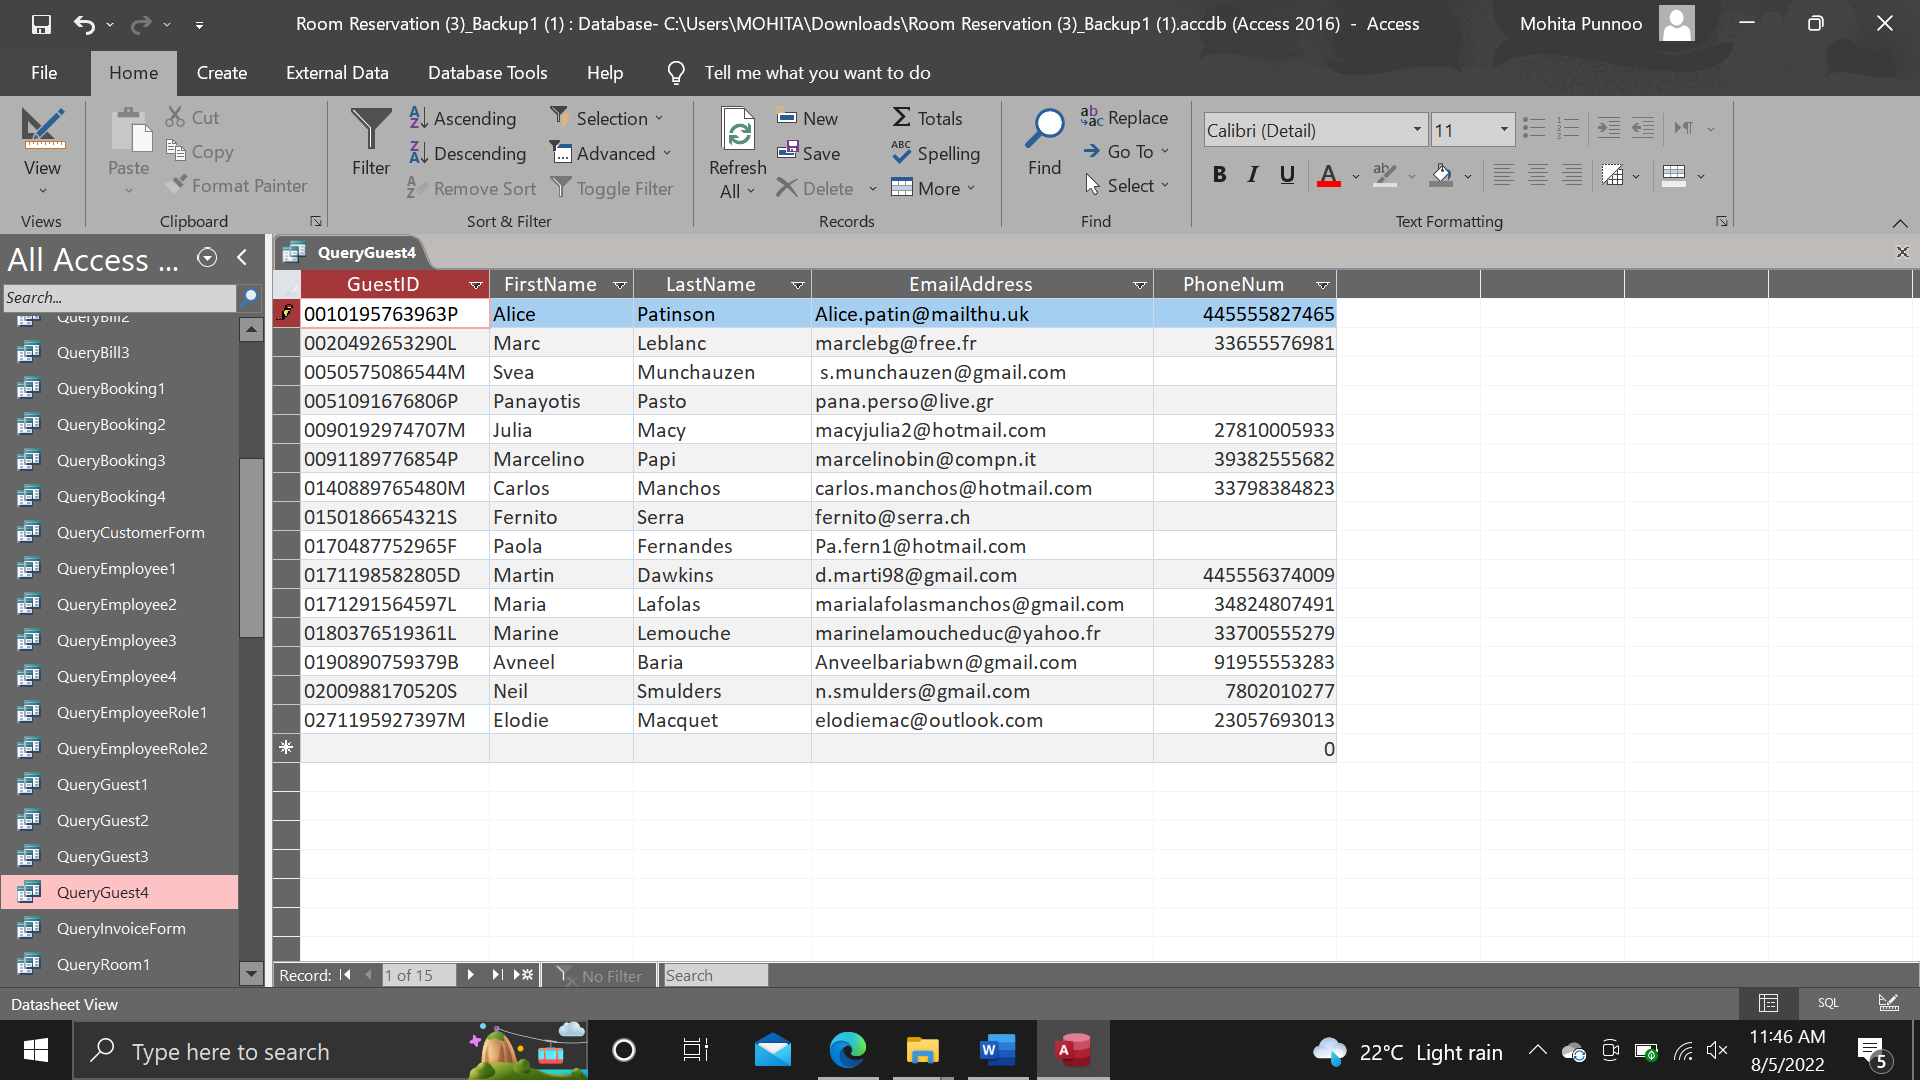 Room Reservation (3)_Backup1 (1) : Database- C:\Users\MOHITA\Downloads\Room Reservation (3)_Backup1 (1).accdb (Access 2016) - Access
Mohita Punnoo
File Home Create External Data Database Tools Help Tell me what you want to do
View
Views
Paste
Cut
Copy
Format Painter
Clipboard
Filter
Ascending
Descending
Remove Sort
Selection
Advanced
Toggle Filter
Sort & Filter
Refresh
All
New
Save
Delete
Totals
Spelling
More
Records
Find
Replace
Go To
Select
Find
Calibri (Detail) 11
B I U A
Text Formatting
All Access ...
Search...
QueryBill2
QueryBill3
QueryBooking1
QueryBooking2
QueryBooking3
QueryBooking4
QueryCustomerForm
QueryEmployee1
QueryEmployee2
QueryEmployee3
QueryEmployee4
QueryEmployeeRole1
QueryEmployeeRole2
QueryGuest1
QueryGuest2
QueryGuest3
QueryGuest4
QueryInvoiceForm
QueryRoom1
QueryGuest4
GuestID FirstName LastName EmailAddress PhoneNum
0010195763963P Alice Patinson Alice.patin@mailthu.uk 445555827465
0020492653290L Marc Leblanc marclebg@free.fr 33655576981
0050575086544M Svea Munchauzen s.munchauzen@gmail.com
0051091676806P Panayotis Pasto pana.perso@live.gr
0090192974707M Julia Macy macyjulia2@hotmail.com 27810005933
0091189776854P Marcelino Papi marcelinobin@compn.it 39382555682
0140889765480M Carlos Manchos carlos.manchos@hotmail.com 33798384823
0150186654321S Fernito Serra fernito@serra.ch
0170487752965F Paola Fernandes Pa.fern1@hotmail.com
0171198582805D Martin Dawkins d.marti98@gmail.com 445556374009
0171291564597L Maria Lafolas marialafolasmanchos@gmail.com 34824807491
0180376519361L Marine Lemouche marinelamoucheduc@yahoo.fr 33700555279
0190890759379B Avneel Baria Anveelbariabwn@gmail.com 91955553283
0200988170520S Neil Smulders n.smulders@gmail.com 7802010277
0271195927397M Elodie Macquet elodiemac@outlook.com 23057693013
0
Record: 1 of 15 No Filter Search
Datasheet View
SQL
Type here to search
22°C Light rain
11:46 AM
8/5/2022
5